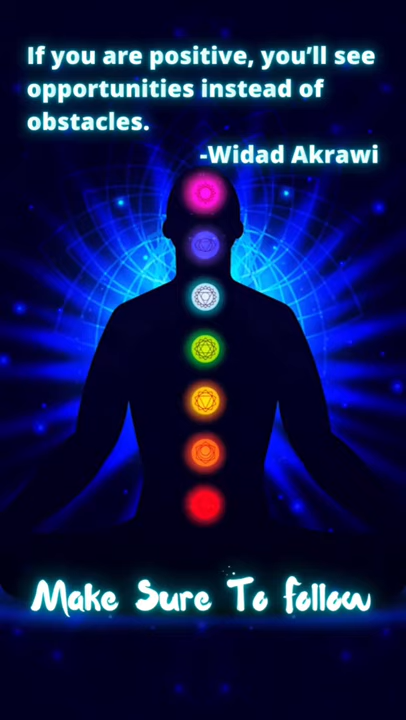 If you are positive, you’ll see
opportunities instead of
obstacles.
-Widad Akrawi
Make Sure To follow